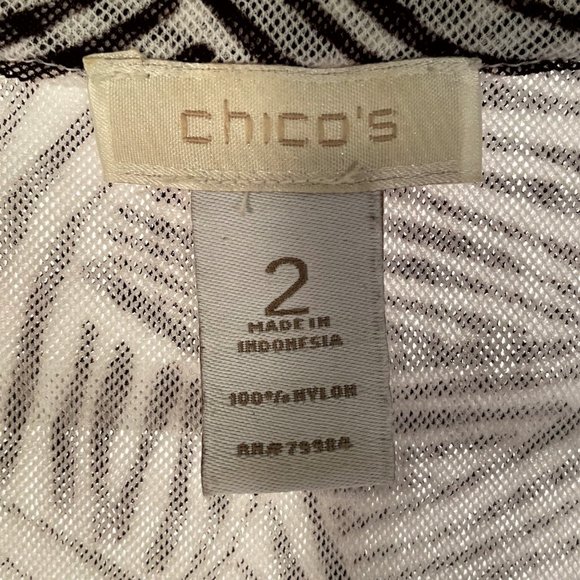 chico's
2
MADE IN
INDONESIA
100% NYLON
RN# 79984